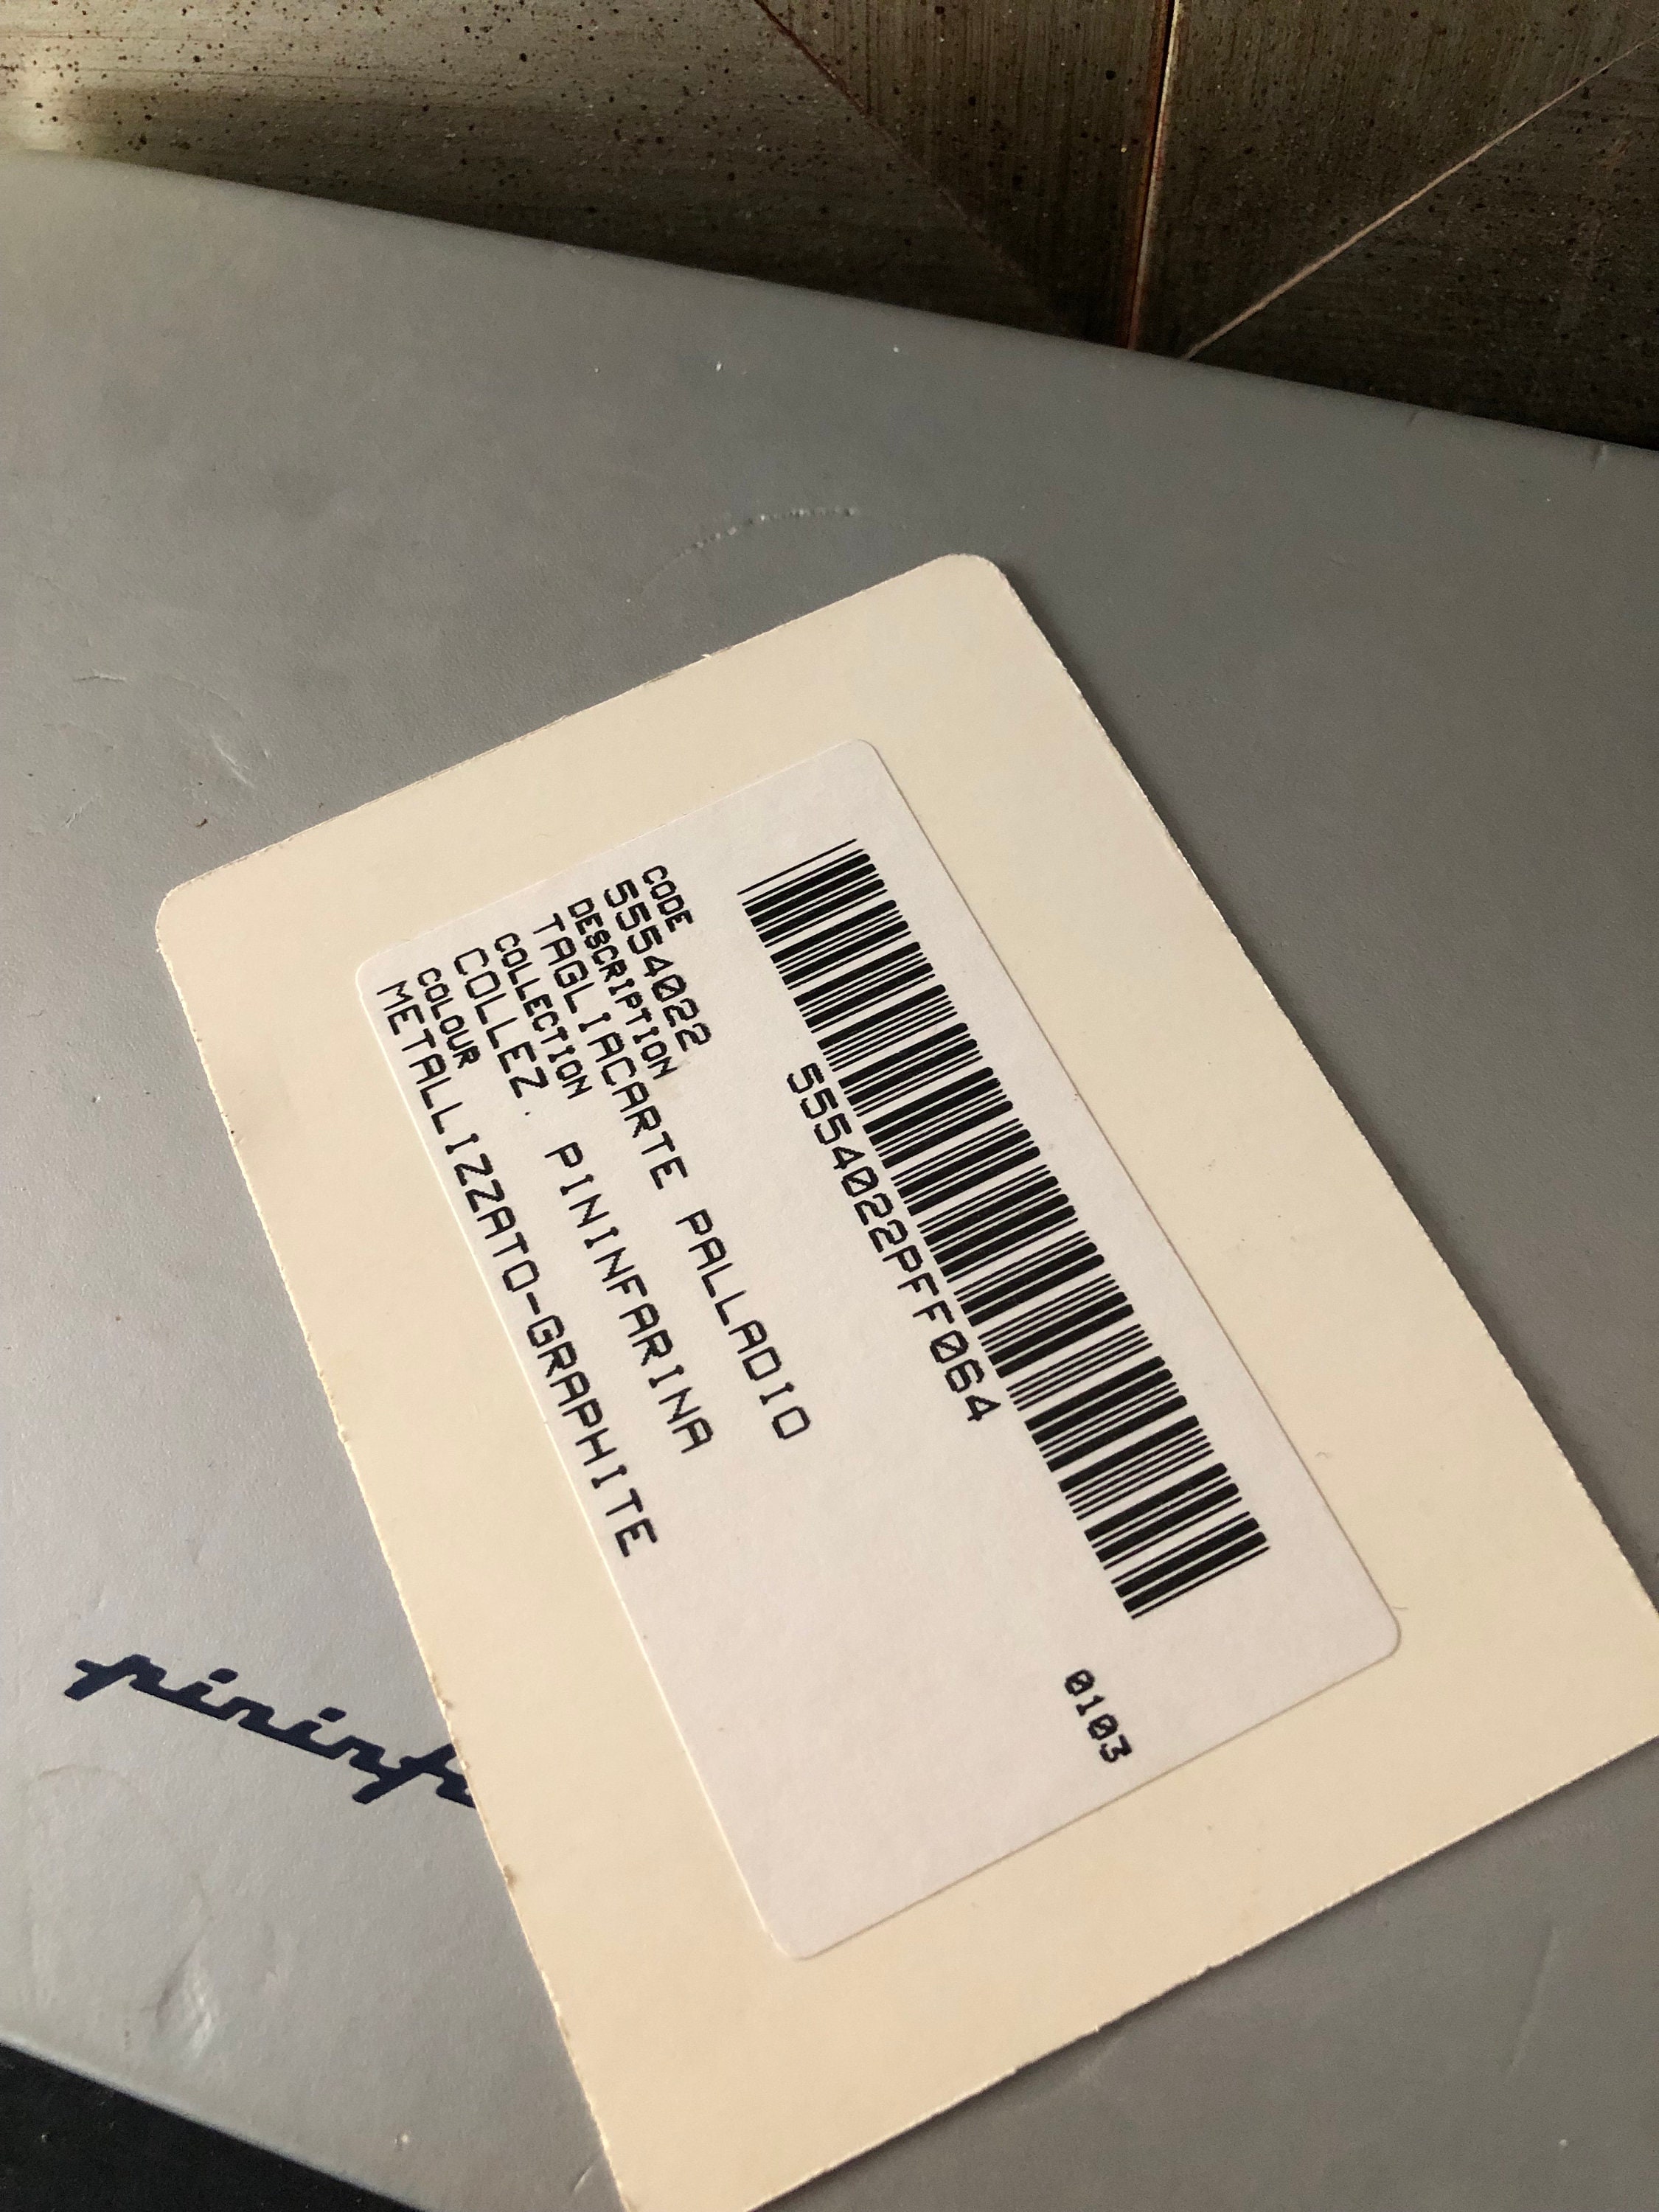 5554022PFF064
0103
CODE
5554022
DESCRIPTION
TAGLIACARTE PALLADIO
COLLECTION
COLLEZ. PININFARINA
COLOUR
METALLIZZATO-GRAPHITE
pininf